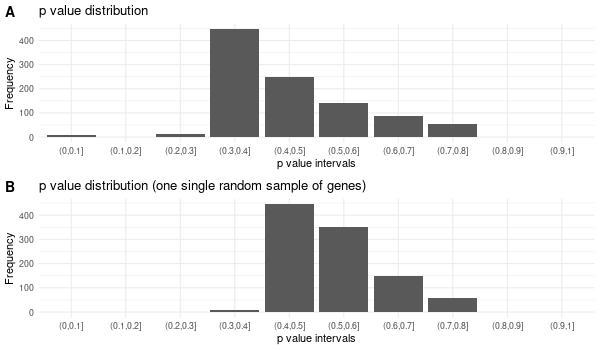 A p value distribution
Frequency
400
300
200
100
0
(0,0.1] (0.1,0.2] (0.2,0.3] (0.3,0.4] (0.4,0.5] (0.5,0.6] (0.6,0.7] (0.7,0.8] (0.8,0.9] (0.9,1]
p value intervals
B p value distribution (one single random sample of genes)
Frequency
400
300
200
100
0
(0,0.1] (0.1,0.2] (0.2,0.3] (0.3,0.4] (0.4,0.5] (0.5,0.6] (0.6,0.7] (0.7,0.8] (0.8,0.9] (0.9,1]
p value intervals